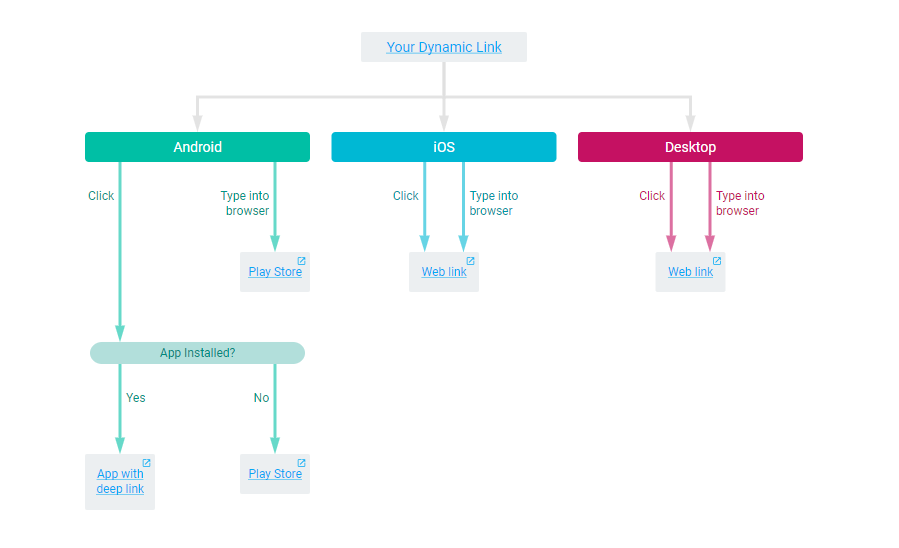 Your Dynamic Link
Android
iOS
Desktop
Click
Type into
browser
Click
Type into
browser
Click
Type into
browser
Play Store
Web link
Web link
App Installed?
Yes
No
App with
deep link
Play Store